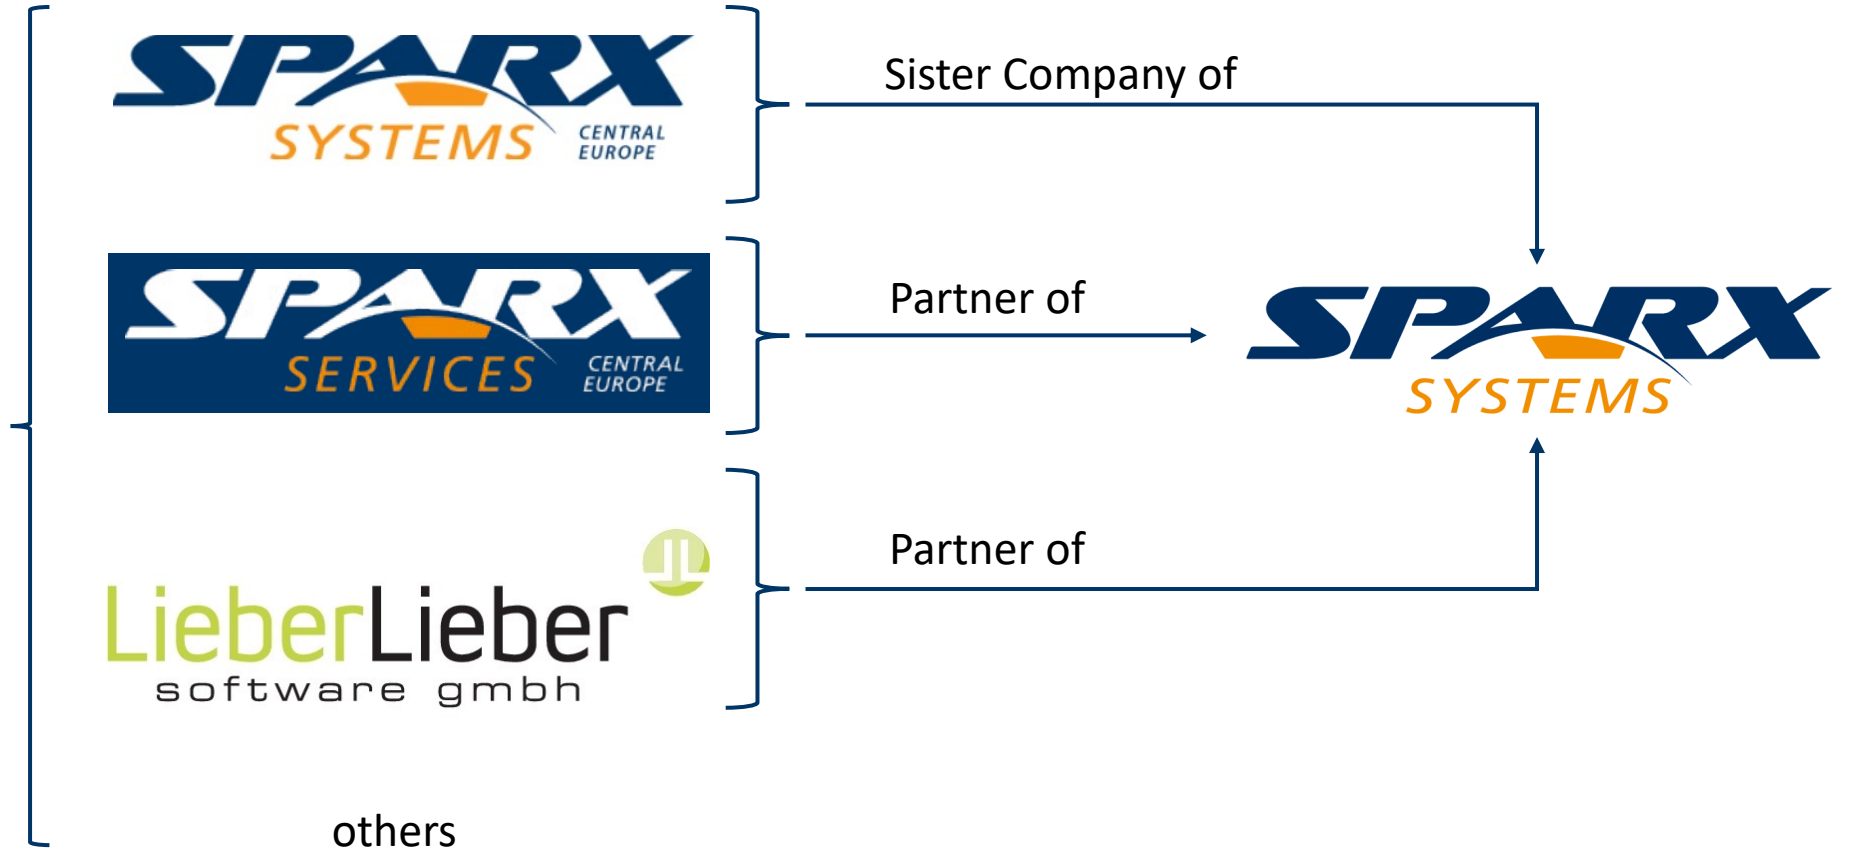 SPARX
SYSTEMS
CENTRAL
EUROPE
Sister Company of
SPARX
SERVICES
CENTRAL
EUROPE
Partner of
SPARX
SYSTEMS
LieberLieber
software gmbh
Partner of
others